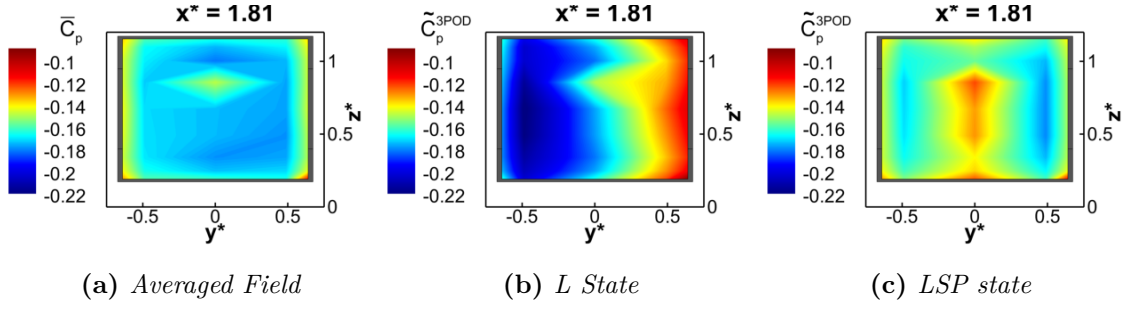 x* = 1.81
C̅p
-0.1
-0.12
-0.14
-0.16
-0.18
-0.2
-0.22
1
0.5
0
z*
-0.5
0
0.5
y*
(a) Averaged Field
x* = 1.81
C̃p3POD
-0.1
-0.12
-0.14
-0.16
-0.18
-0.2
-0.22
1
0.5
0
z*
-0.5
0
0.5
y*
(b) L State
x* = 1.81
C̃p3POD
-0.1
-0.12
-0.14
-0.16
-0.18
-0.2
-0.22
1
0.5
0
z*
-0.5
0
0.5
y*
(c) LSP state